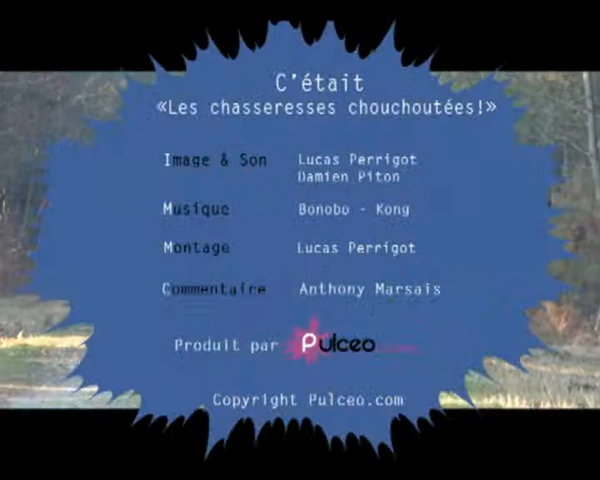 C'était
«Les chasseresses chouchoutées!»
Image & Son Lucas Perrigot
Damien Piton
Musique Bonobo - Kong
Montage Lucas Perrigot
Commentaire Anthony Marsais
Produit par Pulceo
Copyright Pulceo.com